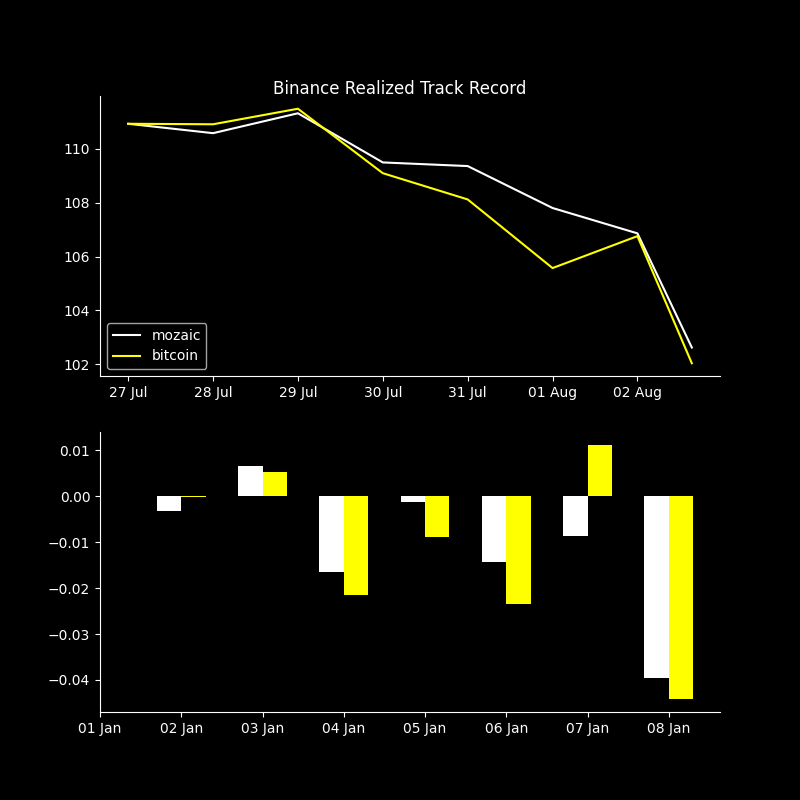 Binance Realized Track Record
110
108
106
104
102
mozaic
bitcoin
27 Jul 28 Jul 29 Jul 30 Jul 31 Jul 01 Aug 02 Aug
0.01
0.00
−0.01
−0.02
−0.03
−0.04
01 Jan 02 Jan 03 Jan 04 Jan 05 Jan 06 Jan 07 Jan 08 Jan